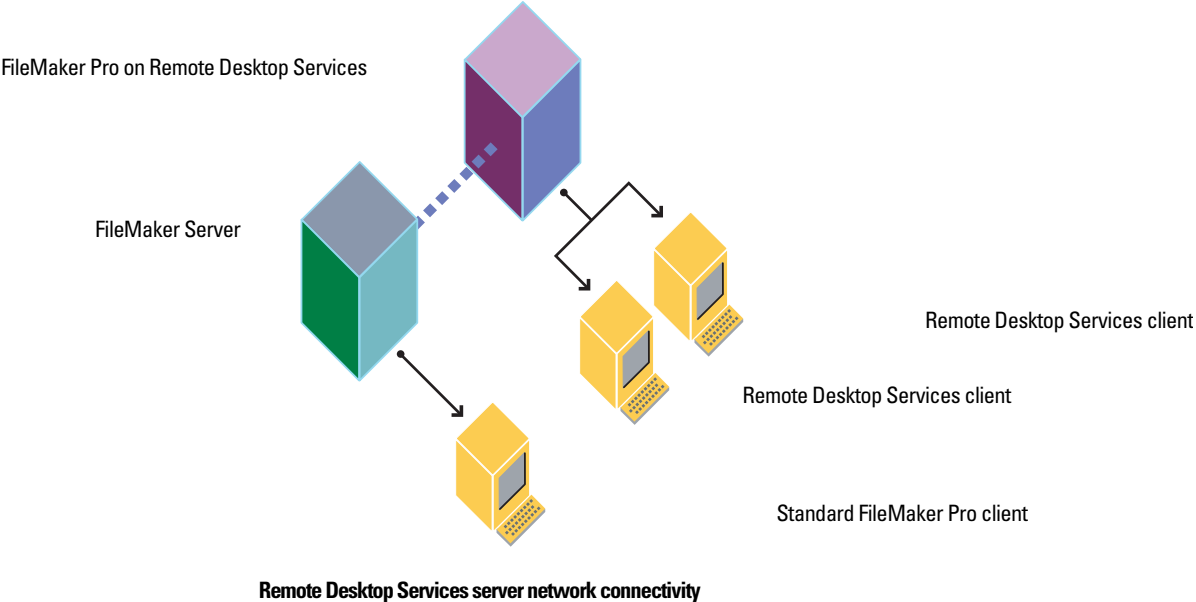 FileMaker Pro on Remote Desktop Services
FileMaker Server
Remote Desktop Services client
Remote Desktop Services client
Standard FileMaker Pro client
Remote Desktop Services server network connectivity